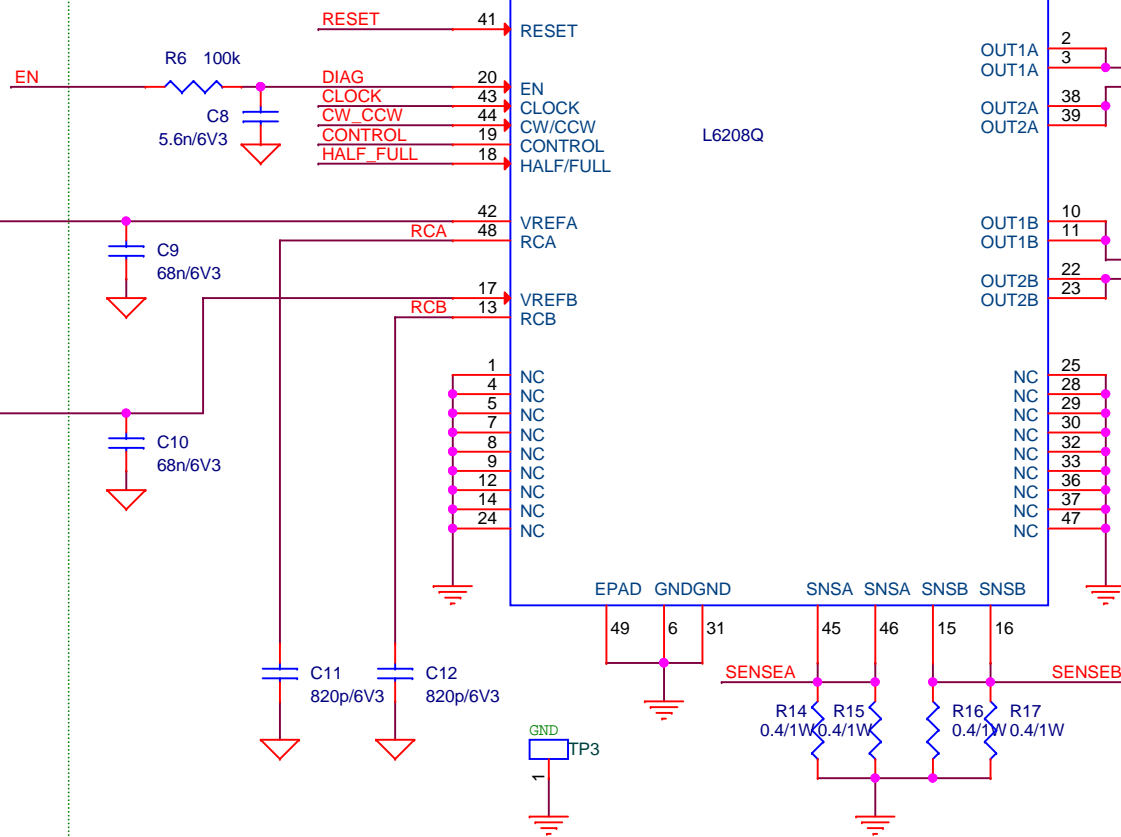 RESET 41 RESET
R6 100k
EN
DIAG 20 EN
CLOCK 43 CLOCK
CW_CCW 44 CW/CCW
CONTROL 19 CONTROL
HALF_FULL 18 HALF/FULL
C8
5.6n/6V3
L6208Q
2 OUT1A
3 OUT1A
38 OUT2A
39 OUT2A
42 VREFA
RCA 48 RCA
C9
68n/6V3
17 VREFB
RCB 13 RCB
10 OUT1B
11 OUT1B
22 OUT2B
23 OUT2B
1 NC
4 NC
5 NC
7 NC
8 NC
9 NC
12 NC
14 NC
24 NC
NC 25
NC 28
NC 29
NC 30
NC 32
NC 33
NC 36
NC 37
NC 47
C10
68n/6V3
EPAD GNDGND SNSA SNSA SNSB SNSB
49 6 31 45 46 15 16
C11
820p/6V3
C12
820p/6V3
SENSEA
SENSEB
R14
0.4/1W
R15
0.4/1W
R16
0.4/1W
R17
0.4/1W
GND
TP3
1